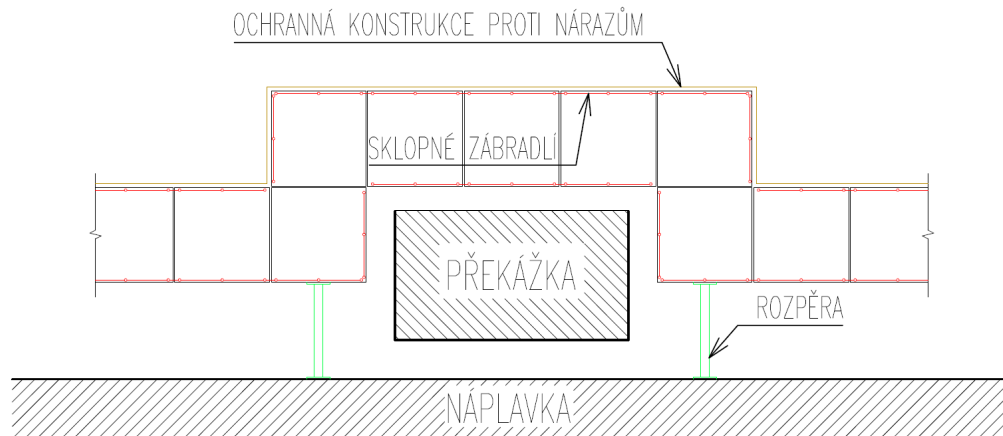 OCHRANNÁ KONSTRUKCE PROTI NÁRAZŮM
SKLOPNÉ ZÁBRADLÍ
PŘEKÁŽKA
ROZPĚRA
NÁPLAVKA